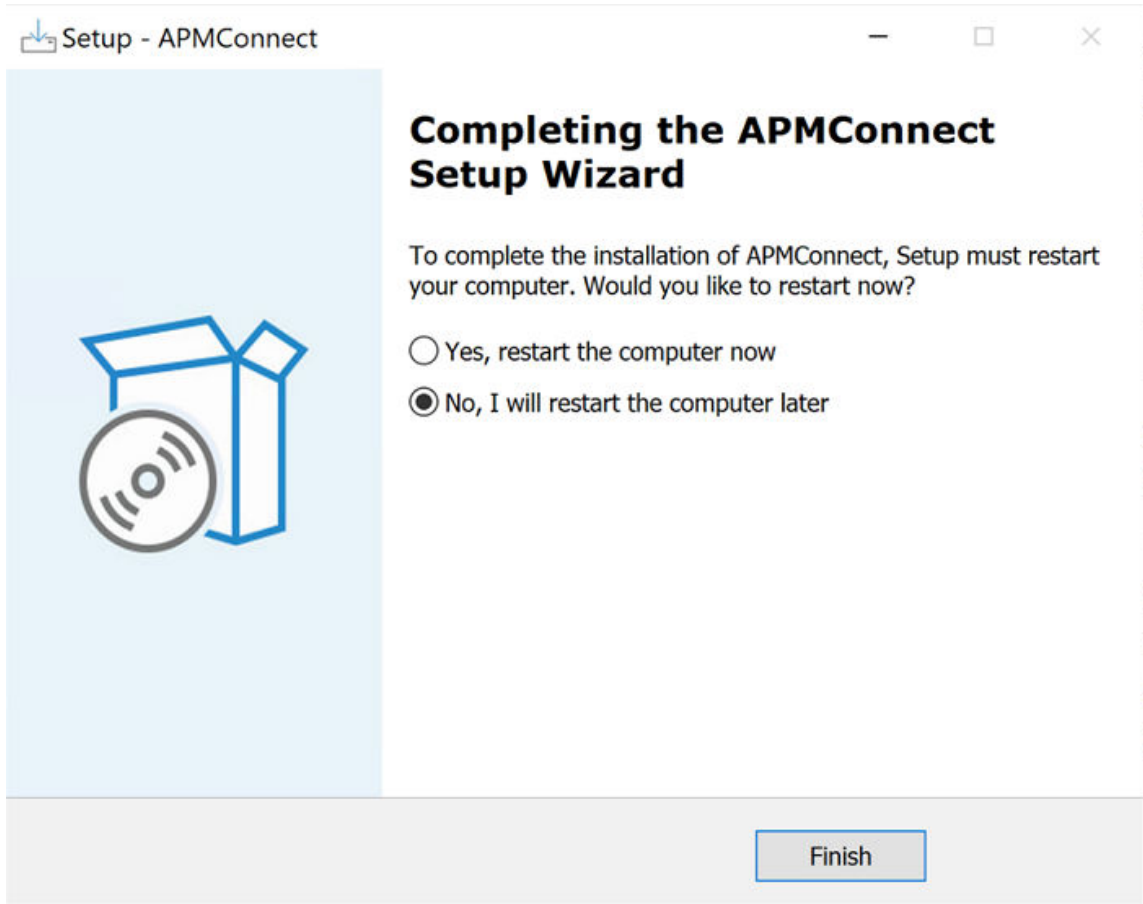 Setup - APMConnect
Completing the APMConnect
Setup Wizard
To complete the installation of APMConnect, Setup must restart
your computer. Would you like to restart now?
Yes, restart the computer now
No, I will restart the computer later
Finish